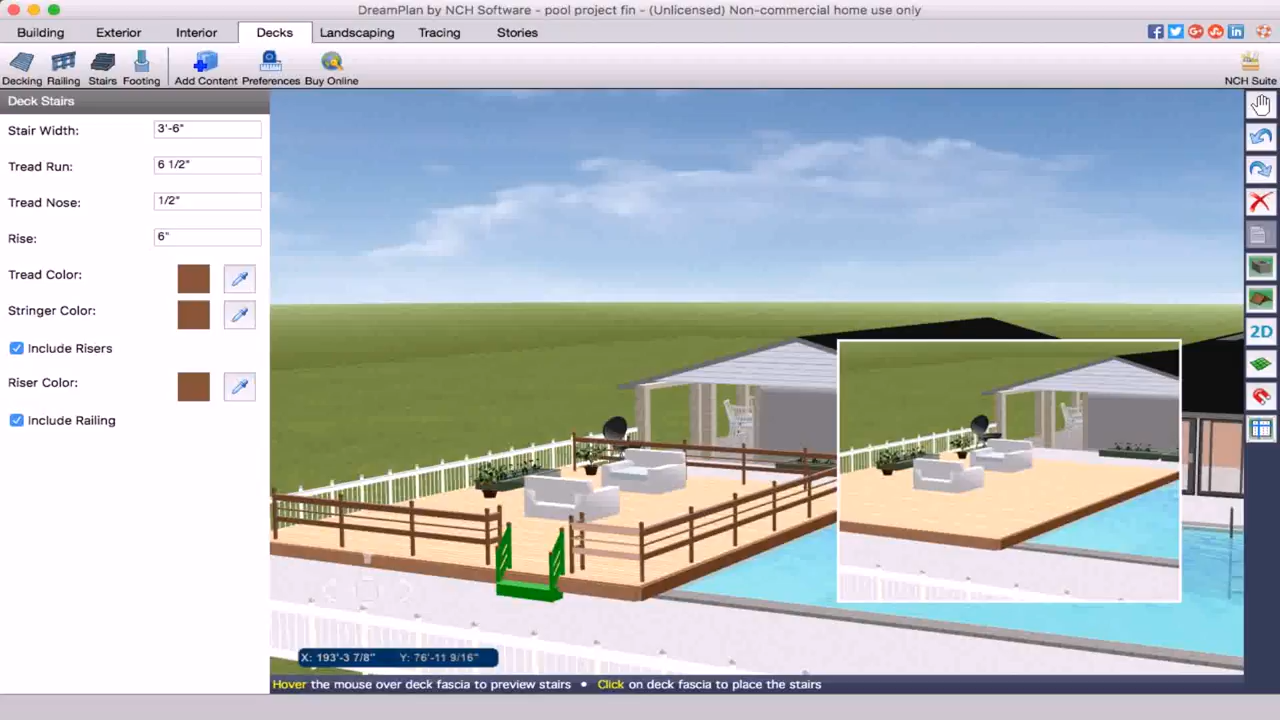 DreamPlan by NCH Software - pool project fin - (Unlicensed) Non-commercial home use only
Building Exterior Interior Decks Landscaping Tracing Stories
Decking Railing Stairs Footing Add Content Preferences Buy Online NCH Suite
Deck Stairs
Stair Width: 3'-6"
Tread Run: 6 1/2"
Tread Nose: 1/2"
Rise: 6"
Tread Color:
Stringer Color:
Include Risers
Riser Color:
Include Railing
2D
X: 193'-3 7/8" Y: 76'-11 9/16"
Hover the mouse over deck fascia to preview stairs • Click on deck fascia to place the stairs